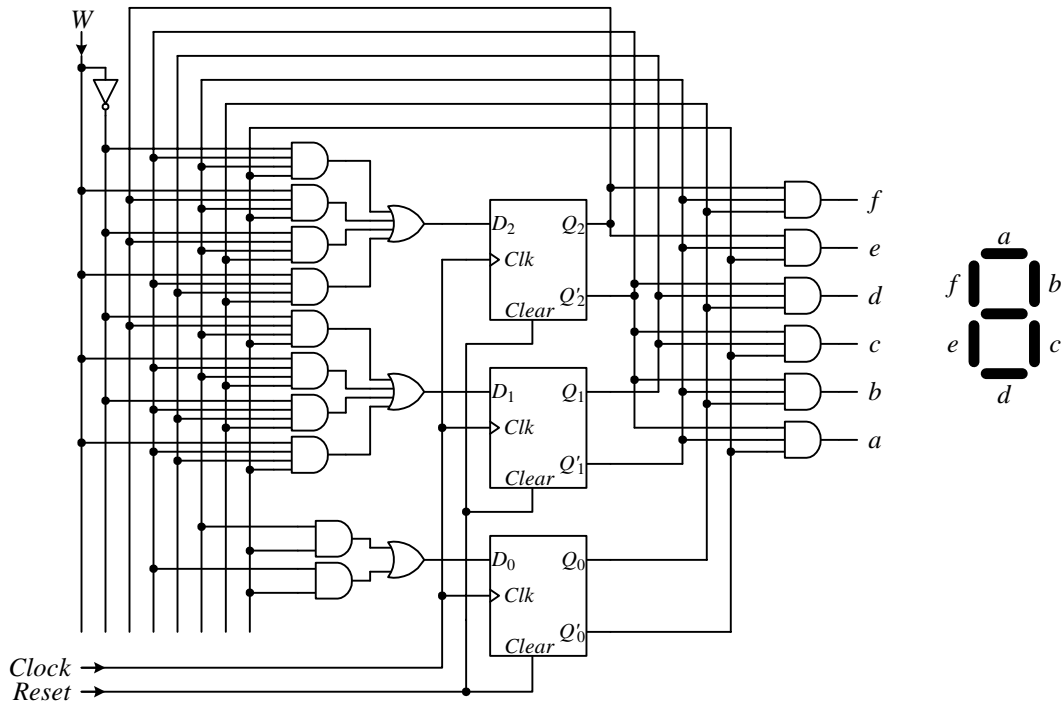 W
D₂ Q₂
Clk
Q′₂
Clear
D₁ Q₁
Clk
Q′₁
Clear
D₀ Q₀
Clk
Q′₀
Clear
Clock
Reset
f
e
d
c
b
a
a
f b
e c
d